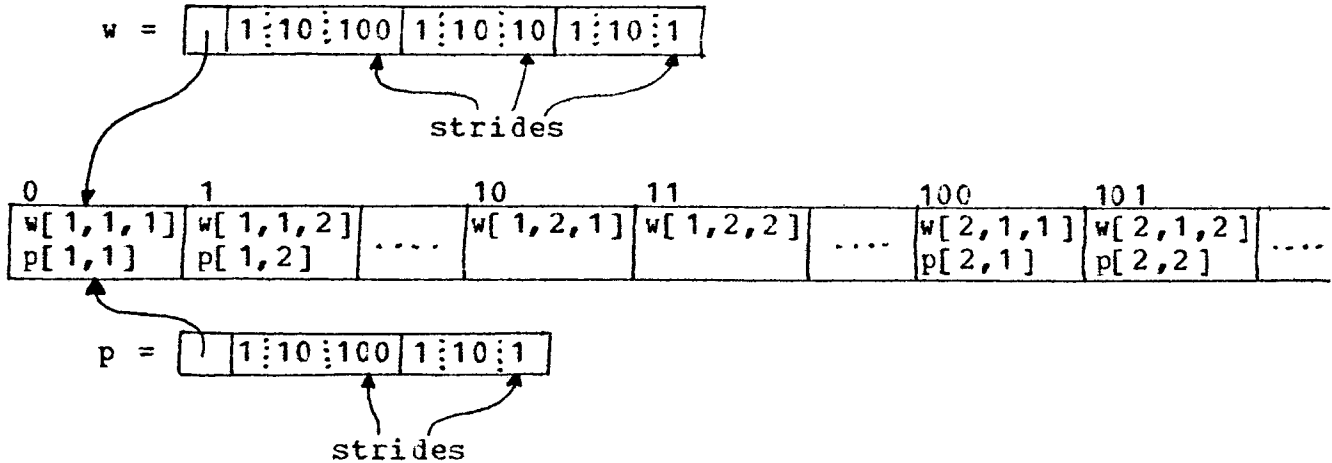 w = 1 10 100 1 10 10 1 10 1
strides
0 1 10 11 100 101
w[1,1,1] w[1,1,2] .... w[1,2,1] w[1,2,2] .... w[2,1,1] w[2,1,2] ....
p[1,1] p[1,2] p[2,1] p[2,2]
p = 1 10 100 1 10 1
strides